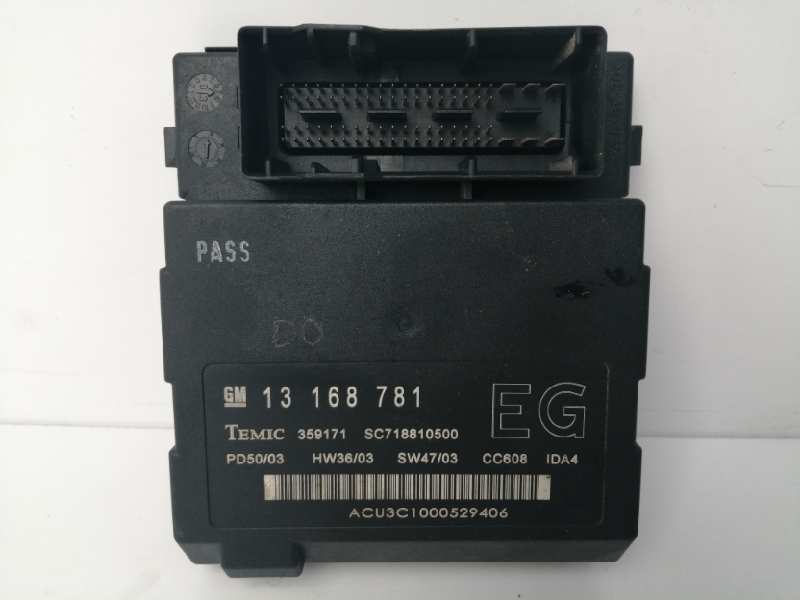 PASS
DO
GM 13 168 781 EG
TEMIC 359171 SC718810500
PD50/03 HW36/03 SW47/03 CC608 IDA4
ACU3C1000529406